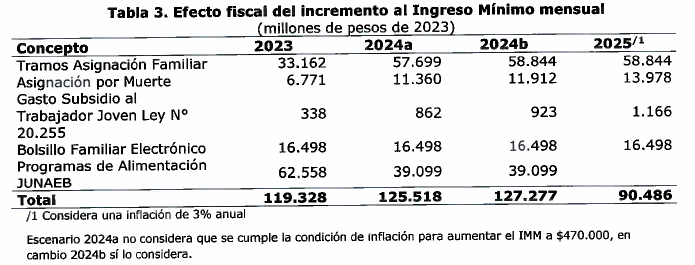 Tabla 3. Efecto fiscal del incremento al Ingreso Mínimo mensual
(millones de pesos de 2023)
Concepto 2023 2024a 2024b 2025/1
Tramos Asignación Familiar 33.162 57.699 58.844 58.844
Asignación por Muerte 6.771 11.360 11.912 13.978
Gasto Subsidio al
Trabajador Joven Ley Nº 338 862 923 1.166
20.255
Bolsillo Familiar Electrónico 16.498 16.498 16.498 16.498
Programas de Alimentación 62.558 39.099 39.099
JUNAEB
Total 119.328 125.518 127.277 90.486
/1 Considera una inflación de 3% anual
Escenario 2024a no considera que se cumple la condición de inflación para aumentar el IMM a $470.000, en
cambio 2024b sí lo considera.